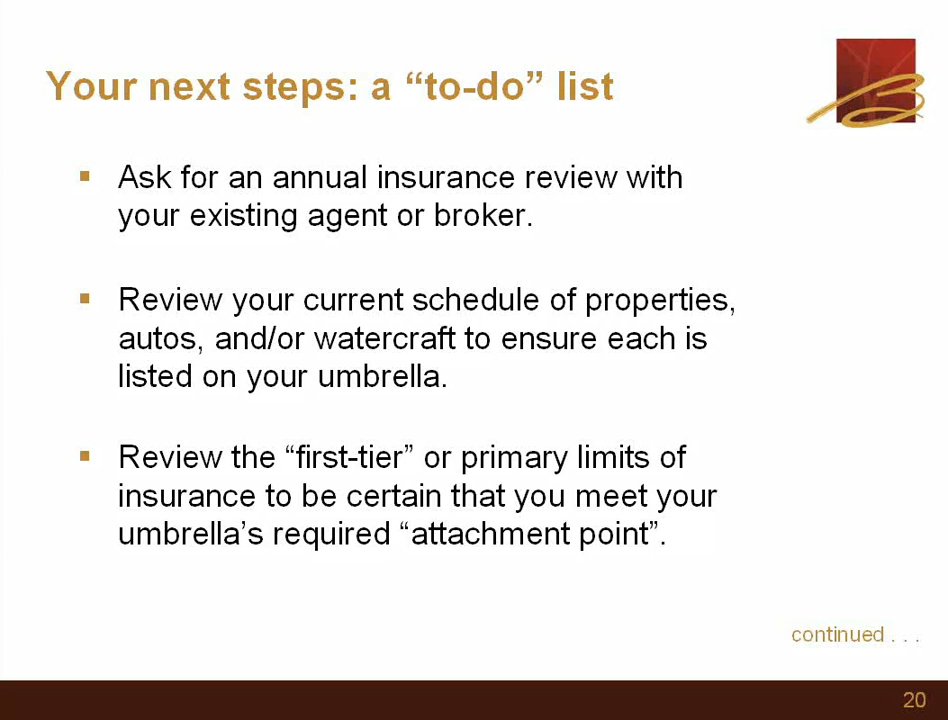 Your next steps: a “to-do” list
▪ Ask for an annual insurance review with
your existing agent or broker.
▪ Review your current schedule of properties,
autos, and/or watercraft to ensure each is
listed on your umbrella.
▪ Review the “first-tier” or primary limits of
insurance to be certain that you meet your
umbrella’s required “attachment point”.
continued . . .
20